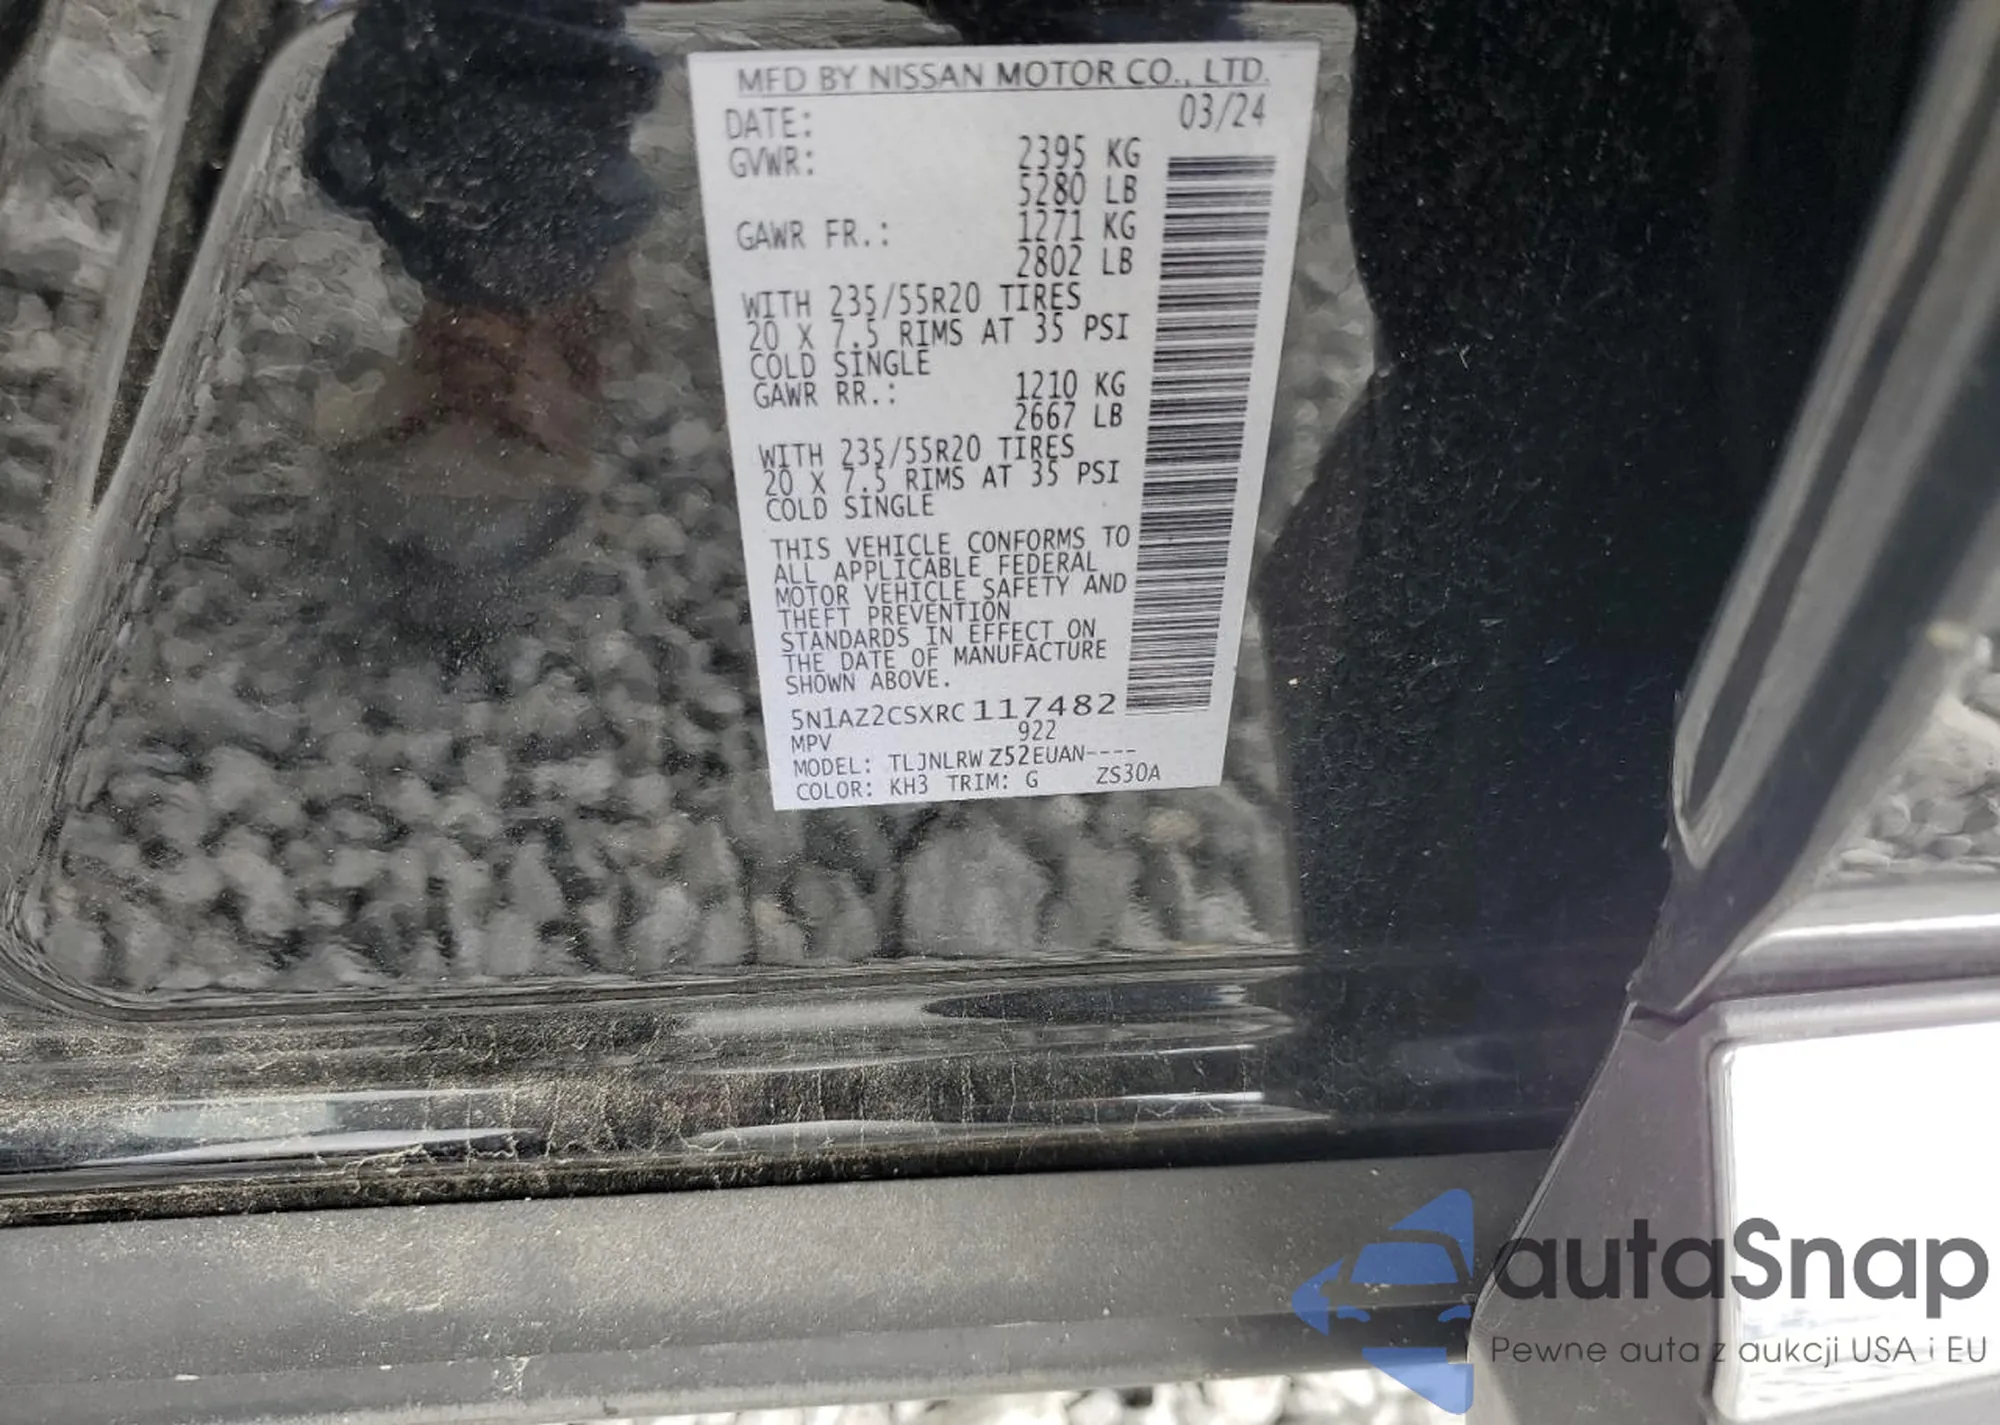 MFD BY NISSAN MOTOR CO., LTD.
DATE: 03/24
GVWR: 2395 KG
5280 LB
GAWR FR.: 1271 KG
2802 LB
WITH 235/55R20 TIRES
20 X 7.5 RIMS AT 35 PSI
COLD SINGLE
GAWR RR.: 1210 KG
2667 LB
WITH 235/55R20 TIRES
20 X 7.5 RIMS AT 35 PSI
COLD SINGLE
THIS VEHICLE CONFORMS TO
ALL APPLICABLE FEDERAL
MOTOR VEHICLE SAFETY AND
THEFT PREVENTION
STANDARDS IN EFFECT ON
THE DATE OF MANUFACTURE
SHOWN ABOVE.
5N1AZ2CSXRC117482
MPV 922
MODEL: TLJNLRW Z52EUAN----
COLOR: KH3 TRIM: G ZS30A
autaSnap
Pewne auta z aukcji USA i EU